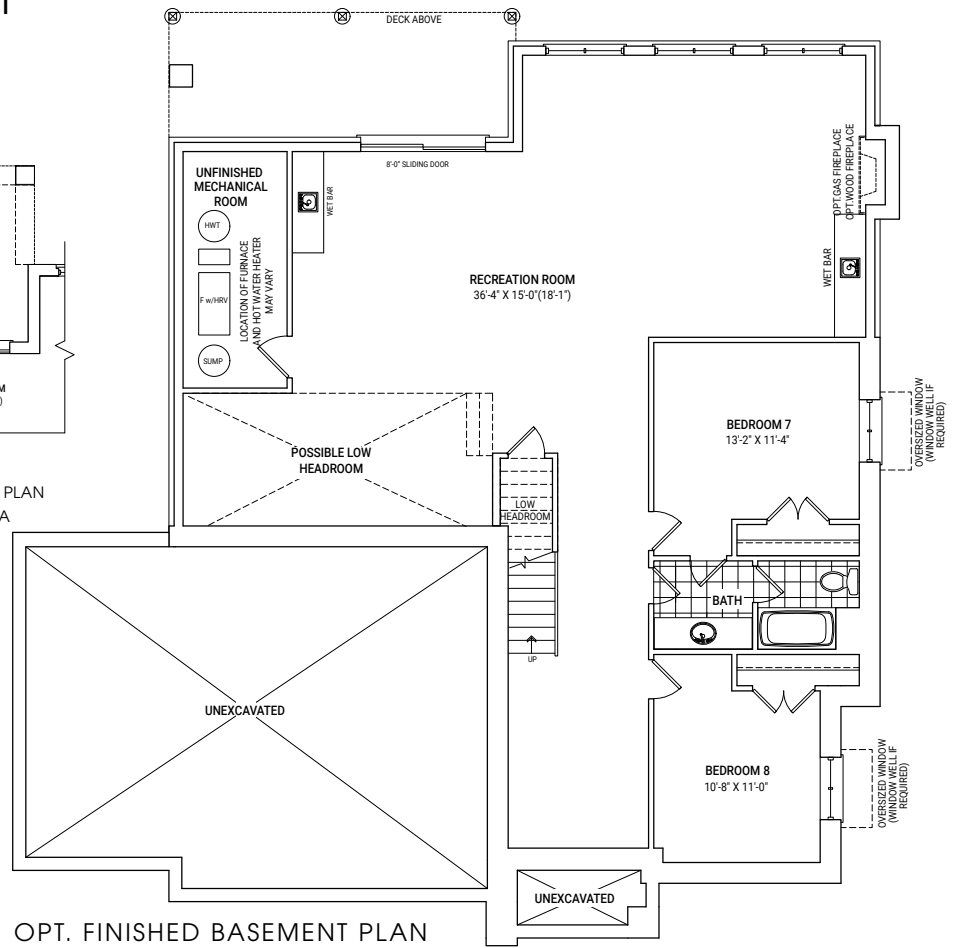 DECK ABOVE
8'-0" SLIDING DOOR
UNFINISHED
MECHANICAL
ROOM
HWT
F w/HRV
SUMP
LOCATION OF FURNACE
AND HOT WATER HEATER
MAY VARY
WET BAR
OPT.GAS FIREPLACE
OPT.WOOD FIREPLACE
WET BAR
RECREATION ROOM
36'-4" X 15'-0"(18'-1")
PLAN
A
POSSIBLE LOW
HEADROOM
LOW
HEADROOM
UP
BEDROOM 7
13'-2" X 11'-4"
OVERSIZED WINDOW
(WINDOW WELL IF
REQUIRED)
BATH
UNEXCAVATED
BEDROOM 8
10'-8" X 11'-0"
OVERSIZED WINDOW
(WINDOW WELL IF
REQUIRED)
UNEXCAVATED
OPT. FINISHED BASEMENT PLAN